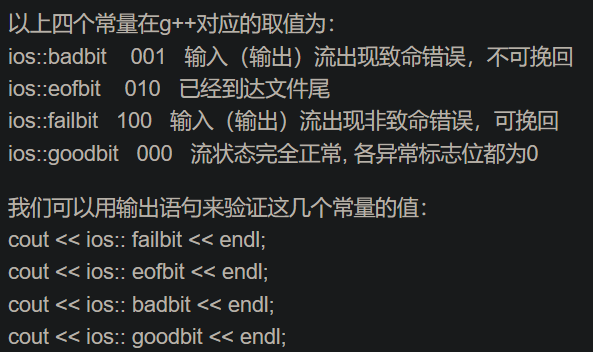 以上四个常量在g++对应的取值为：
ios::badbit 001 输入（输出）流出现致命错误，不可挽回
ios::eofbit 010 已经到达文件尾
ios::failbit 100 输入（输出）流出现非致命错误，可挽回
ios::goodbit 000 流状态完全正常, 各异常标志位都为0
我们可以用输出语句来验证这几个常量的值：
cout << ios:: failbit << endl;
cout << ios:: eofbit << endl;
cout << ios:: badbit << endl;
cout << ios:: goodbit << endl;